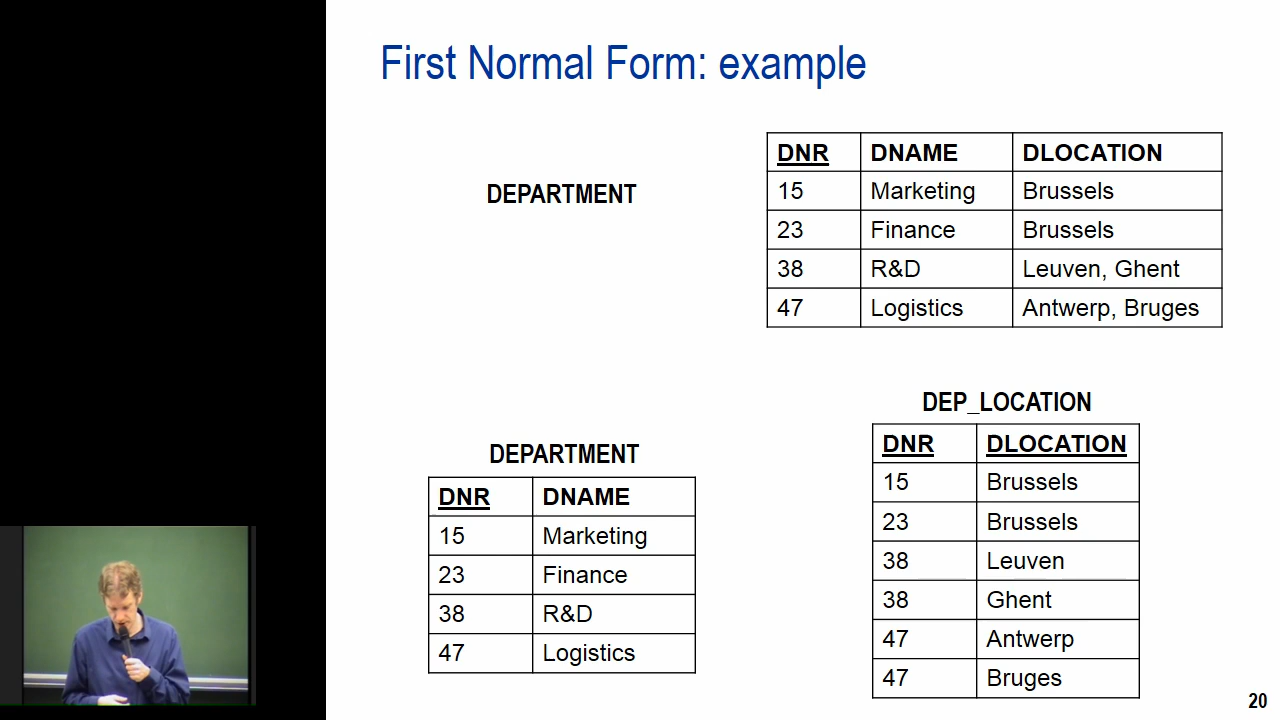 First Normal Form: example
DEPARTMENT
DNR DNAME DLOCATION
15 Marketing Brussels
23 Finance Brussels
38 R&D Leuven, Ghent
47 Logistics Antwerp, Bruges
DEPARTMENT
DNR DNAME
15 Marketing
23 Finance
38 R&D
47 Logistics
DEP_LOCATION
DNR DLOCATION
15 Brussels
23 Brussels
38 Leuven
38 Ghent
47 Antwerp
47 Bruges
20